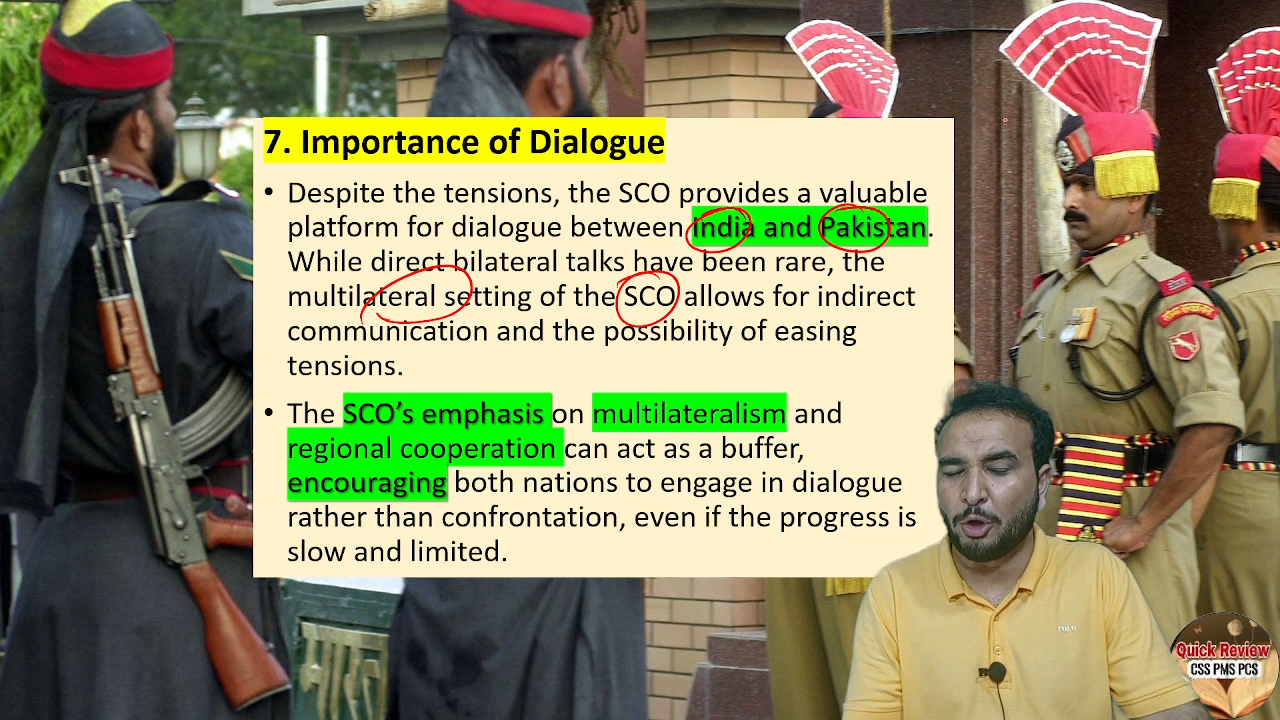 7. Importance of Dialogue
• Despite the tensions, the SCO provides a valuable
platform for dialogue between India and Pakistan.
While direct bilateral talks have been rare, the
multilateral setting of the SCO allows for indirect
communication and the possibility of easing
tensions.
• The SCO’s emphasis on multilateralism and
regional cooperation can act as a buffer,
encouraging both nations to engage in dialogue
rather than confrontation, even if the progress is
slow and limited.
POLO
Quick Review
CSS PMS PCS